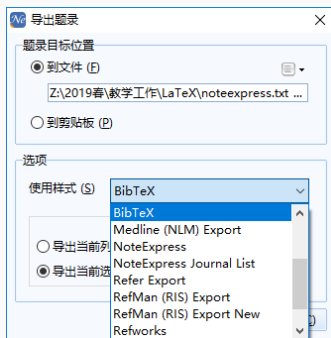 导出题录
题录目标位置
到文件 (F)
Z:\2019春\教学工作\LaTeX\noteexpress.txt ...
到剪贴板 (P)
选项
使用样式 (S)
BibTeX
BibTeX
Medline (NLM) Export
NoteExpress
导出当前列
NoteExpress Journal List
导出当前选
Refer Export
RefMan (RIS) Export
RefMan (RIS) Export New
Refworks